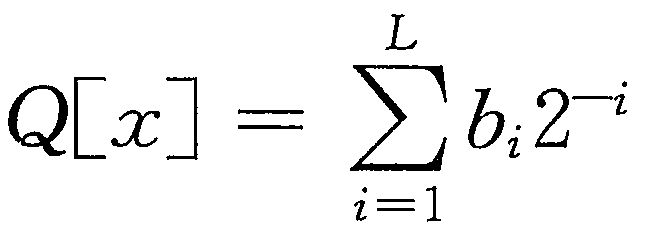 Q[x] = \sum_{i=1}^{L} b_i 2^{-i}